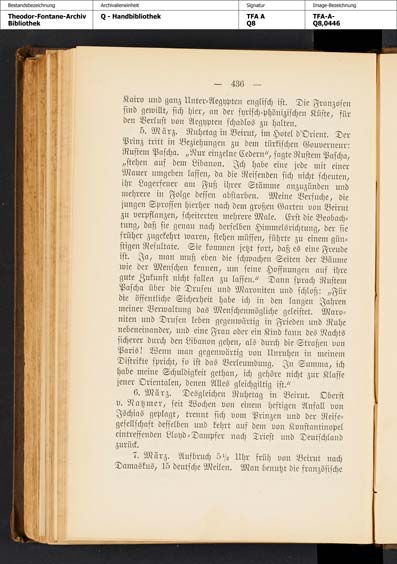 Bestandsbezeichnung
Archivalieneinheit
Signatur
Image-Bezeichnung
Theodor-Fontane-Archiv
Bibliothek
Q - Handbibliothek
TFA A
Q8
TFA-A-
Q8,0446
— 436 —
Kairo und ganz Unter-Aegypten englisch ist. Die Franzosen
sind gewillt, sich hier, an der syrisch-phönizischen Küste, für
den Verlust von Aegypten schadlos zu halten.
5. März. Ruhetag in Beirut, im Hotel d'Orient. Der
Prinz tritt in Beziehungen zu dem türkischen Gouverneur:
Rustem Pascha. „Nur einzelne Cedern“, sagte Rustem Pascha,
„stehen auf dem Libanon. Ich habe eine jede mit einer
Mauer umgeben lassen, da die Reisenden sich nicht scheuten,
ihr Lagerfeuer am Fuß ihrer Stämme anzuzünden und
mehrere in Folge dessen abstarben. Meine Versuche, die
jungen Sprossen hierher nach dem großen Garten von Beirut
zu verpflanzen, scheiterten mehrere Male. Erst die Beobach-
tung, daß sie genau nach derselben Himmelsrichtung, der sie
früher zugekehrt waren, stehen müssen, führte zu einem gün-
stigen Resultate. Sie kommen jetzt fort, daß es eine Freude
ist. Ja, man muß eben die schwachen Seiten der Bäume
wie der Menschen kennen, um seine Hoffnungen auf ihre
gute Zukunft nicht fallen zu lassen.“ Dann sprach Rustem
Pascha über die Drusen und Maroniten und schloß: „Für
die öffentliche Sicherheit habe ich in den langen Jahren
meiner Verwaltung das Menschenmögliche geleistet. Maro-
niten und Drusen leben gegenwärtig in Frieden und Ruhe
nebeneinander, und eine Frau oder ein Kind kann des Nachts
sicherer durch den Libanon gehen, als durch die Straßen von
Paris! Wenn man gegenwärtig von Unruhen in meinem
Distrikte spricht, so ist das Verleumdung. In Summa, ich
habe meine Schuldigkeit gethan, ich gehöre nicht zur Klasse
jener Orientalen, denen Alles gleichgiltig ist.“
6. März. Desgleichen Ruhetag in Beirut. Oberst
v. Natzmer, seit Wochen von einem heftigen Anfall von
Ischias geplagt, trennt sich vom Prinzen und der Reise-
gesellschaft desselben und kehrt auf dem von Konstantinopel
eintreffenden Lloyd-Dampfer nach Triest und Deutschland
zurück.
7. März. Aufbruch 5½ Uhr früh von Beirut nach
Damaskus, 15 deutsche Meilen. Man benutzt die französische